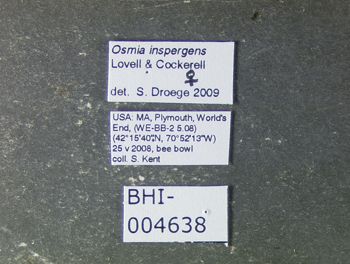 Osmia inspergens
Lovell & Cockerell
♀
det. S. Droege 2009
USA: MA, Plymouth, World's
End, (WE-BB-2 5.08)
(42°15'40"N, 70°52'13"W)
25 v 2008, bee bowl
coll. S. Kent
BHI-
004638